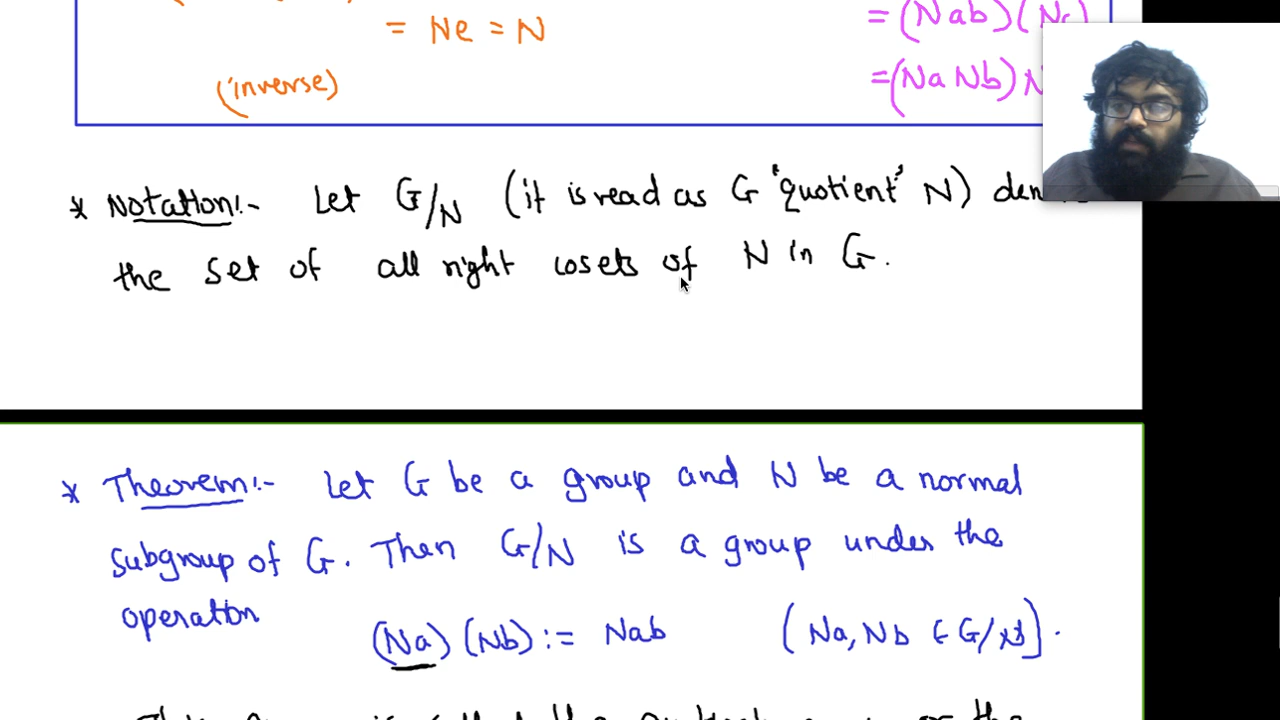 = Ne = N
(inverse)
= (Nab)(Nc)
=(NaNb)N
* Notation:- Let G/N (it is read as G 'quotient' N)
the set of all right cosets of N in G.
* Theorem:- Let G be a group and N be a normal
subgroup of G. Then G/N is a group under the
operation
(Na)(Nb) := Nab (Na, Nb ∈ G/N).